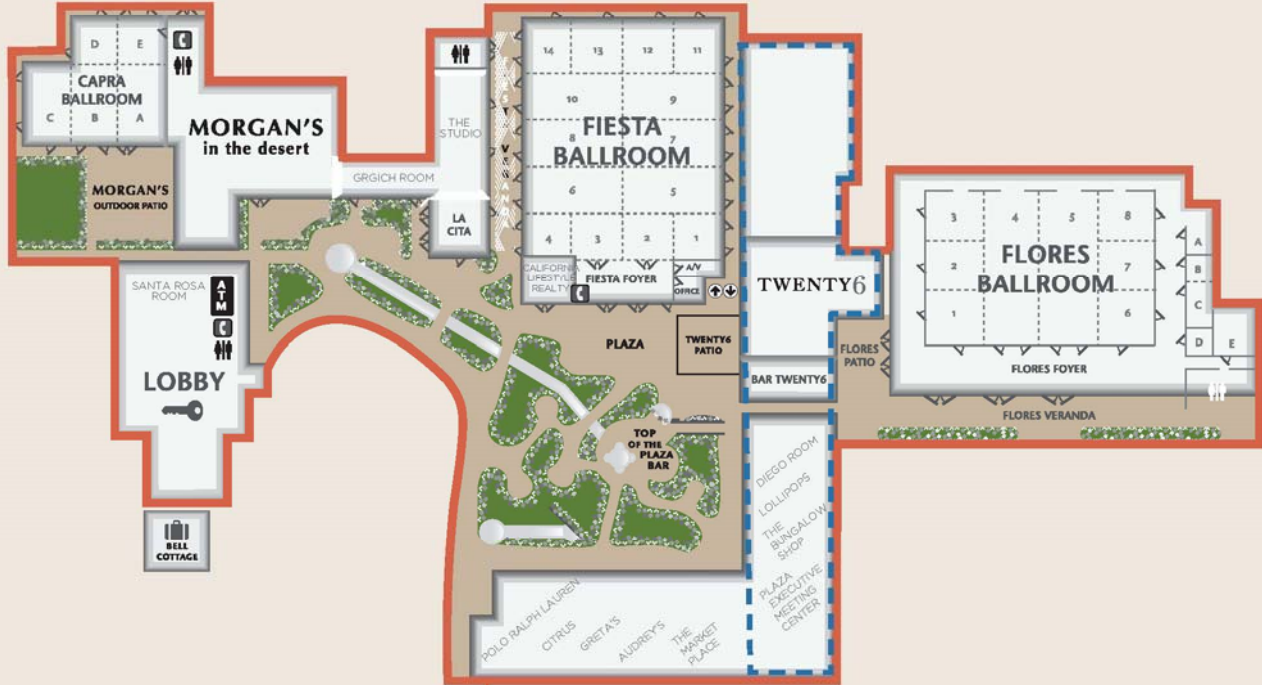 D E
CAPRA
BALLROOM
C B A
MORGAN'S
in the desert
MORGAN'S
OUTDOOR PATIO
SANTA ROSA
ROOM
ATM
LOBBY
BELL
COTTAGE
THE
STUDIO
GRGICH ROOM
LA
CITA
14 13 12 11
10 9
8 7
FIESTA
BALLROOM
6 5
4 3 2 1
CALIFORNIA
LIFESTYLE
REALTY
FIESTA FOYER
A/V
OFFICE
PLAZA
TWENTY6
PATIO
TWENTY6
BAR TWENTY6
TOP
OF THE
PLAZA
BAR
3 4 5 8
2 7
1 6
FLORES
BALLROOM
A
B
C
D E
FLORES
PATIO
FLORES FOYER
FLORES VERANDA
DIEGO ROOM
LOLLIPOPS
THE
BUNGALOW
SHOP
PLAZA
EXECUTIVE
MEETING
CENTER
POLO RALPH LAUREN
CITRUS
GRETA'S
AUDREY'S
THE
MARKET
PLACE